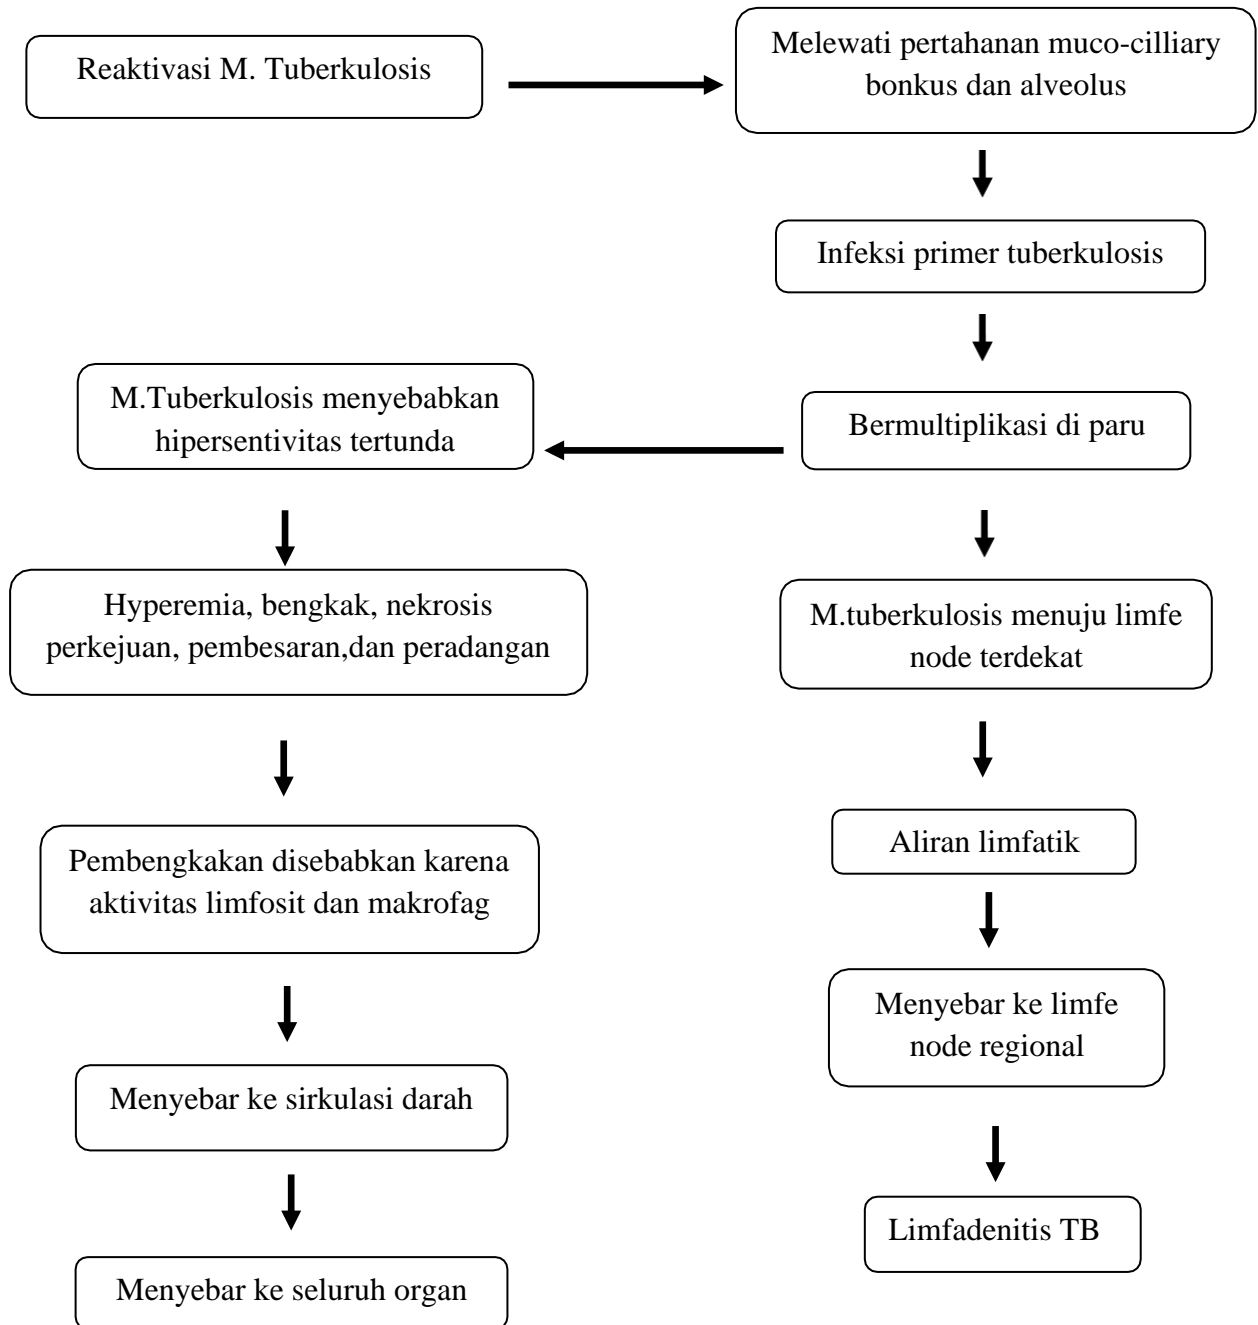 Reaktivasi M. Tuberkulosis
Melewati pertahanan muco-cilliary
bonkus dan alveolus
Infeksi primer tuberkulosis
Bermultiplikasi di paru
M.Tuberkulosis menyebabkan
hipersentivitas tertunda
Hyperemia, bengkak, nekrosis
perkejuan, pembesaran,dan peradangan
Pembengkakan disebabkan karena
aktivitas limfosit dan makrofag
Menyebar ke sirkulasi darah
Menyebar ke seluruh organ
M.tuberkulosis menuju limfe
node terdekat
Aliran limfatik
Menyebar ke limfe
node regional
Limfadenitis TB